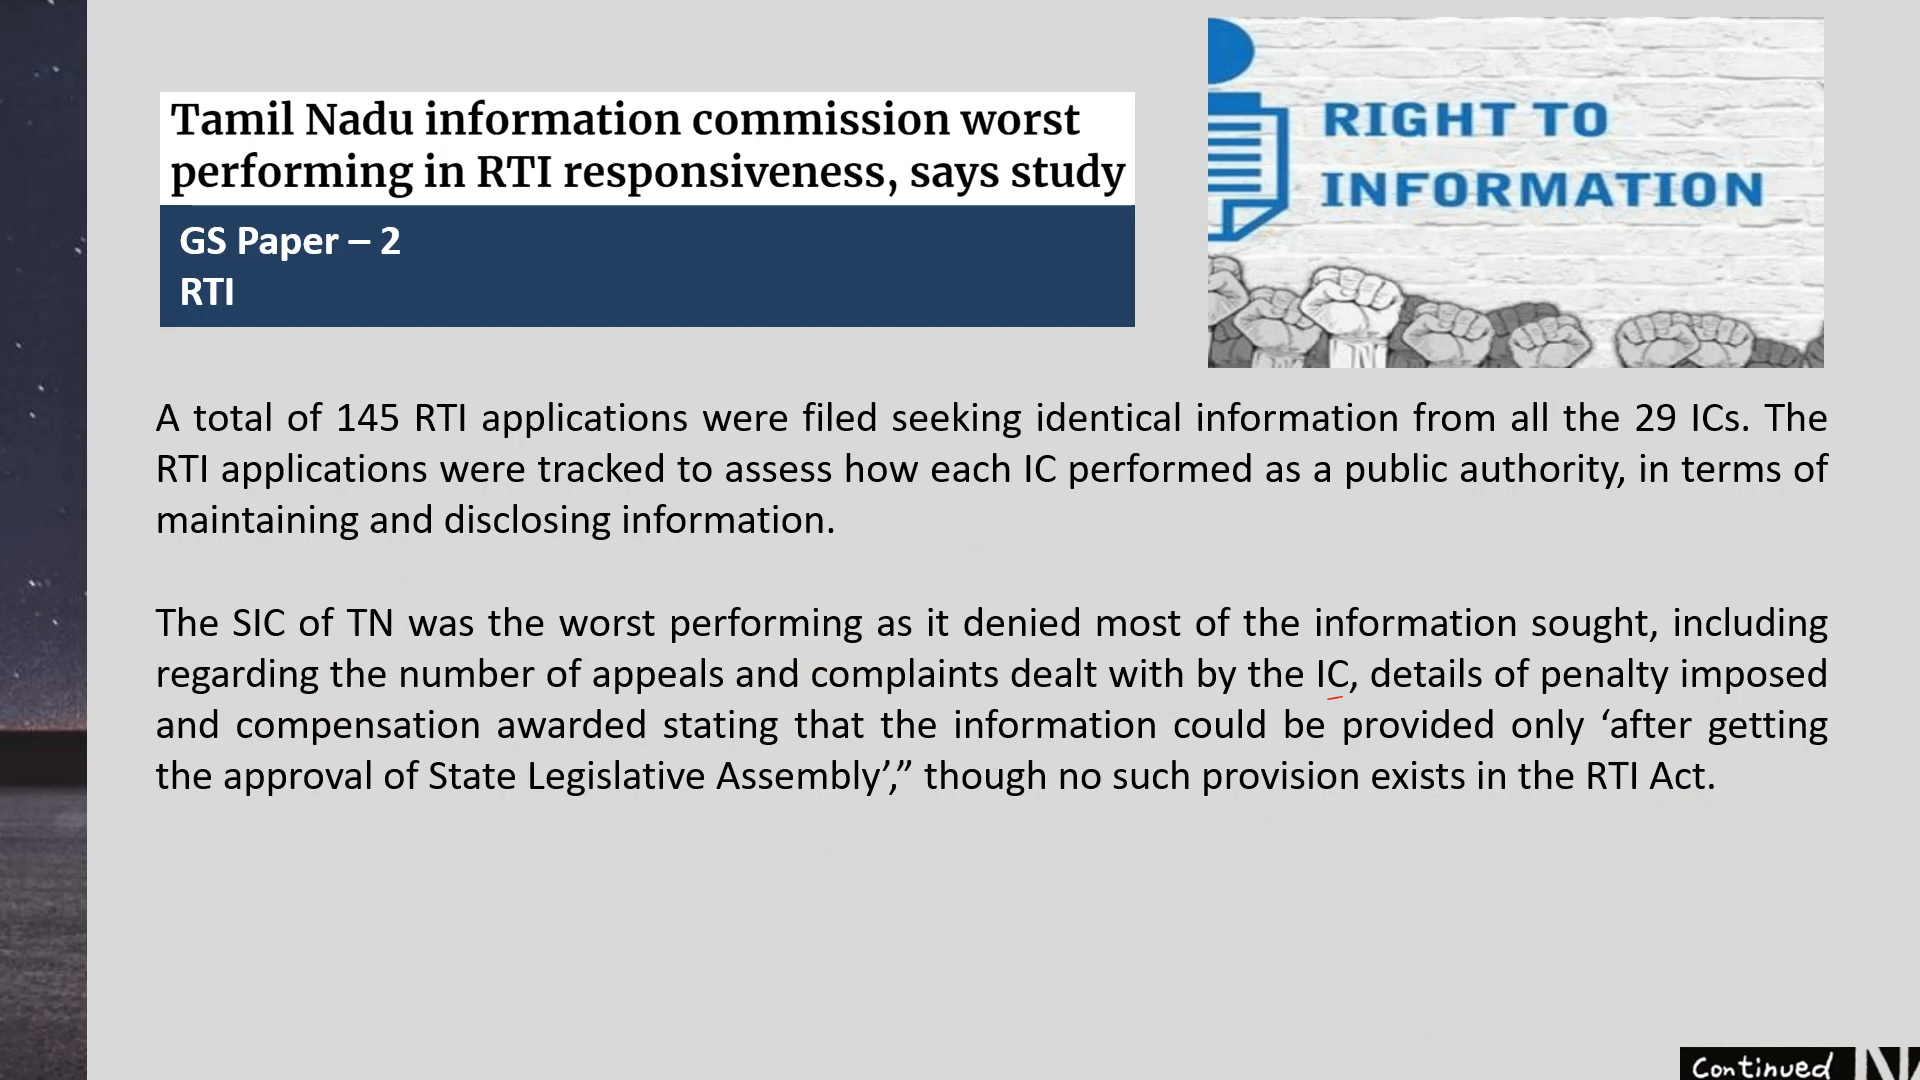 Tamil Nadu information commission worst
performing in RTI responsiveness, says study
GS Paper – 2
RTI
RIGHT TO
INFORMATION
A total of 145 RTI applications were filed seeking identical information from all the 29 ICs. The
RTI applications were tracked to assess how each IC performed as a public authority, in terms of
maintaining and disclosing information.
The SIC of TN was the worst performing as it denied most of the information sought, including
regarding the number of appeals and complaints dealt with by the IC, details of penalty imposed
and compensation awarded stating that the information could be provided only ‘after getting
the approval of State Legislative Assembly’,” though no such provision exists in the RTI Act.
Continued